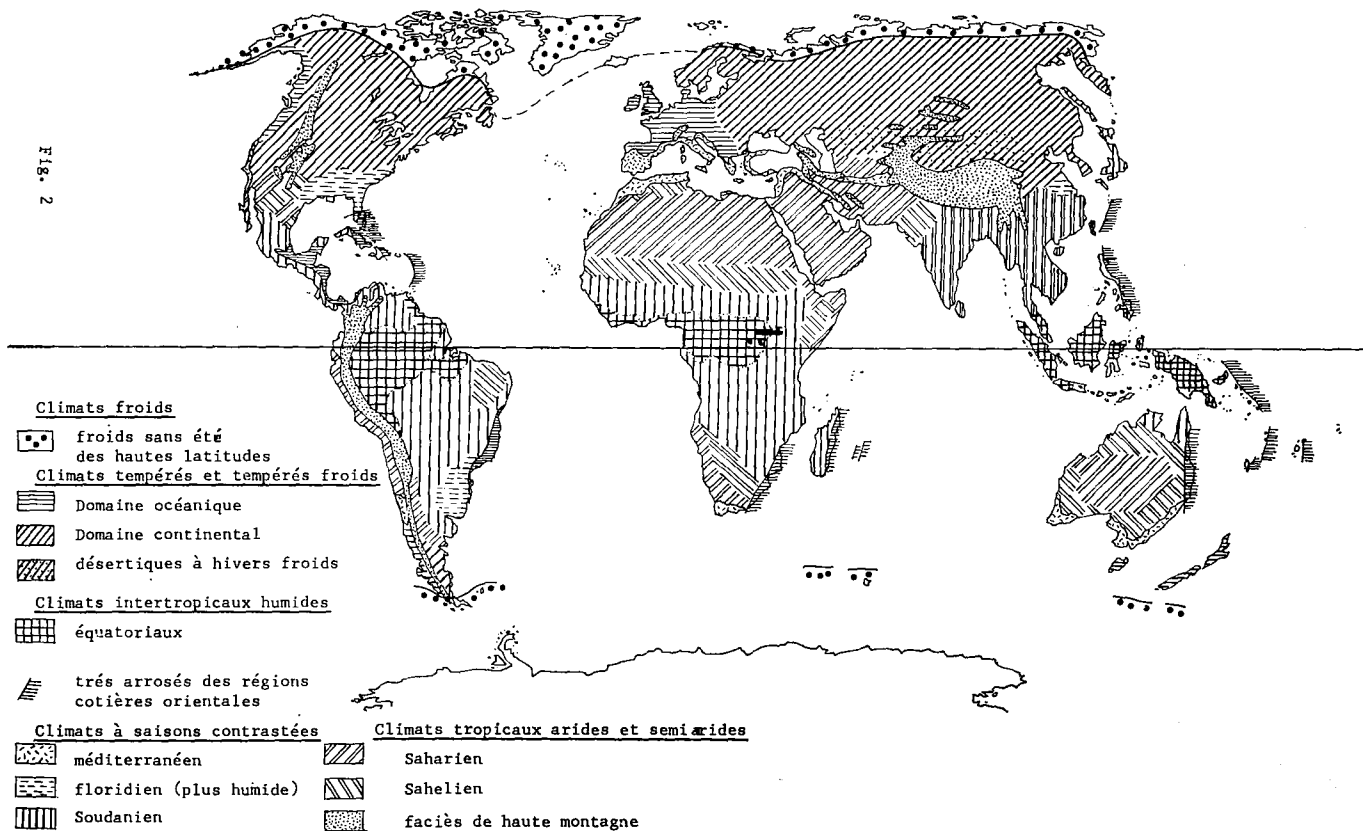 Fig. 2
Climats froids
froids sans été
des hautes latitudes
Climats tempérés et tempérés froids
Domaine océanique
Domaine continental
désertiques à hivers froids
Climats intertropicaux humides
équatoriaux
trés arrosés des régions
cotières orientales
Climats à saisons contrastées
méditerranéen
floridien (plus humide)
Soudanien
Climats tropicaux arides et semiarides
Saharien
Sahelien
faciès de haute montagne